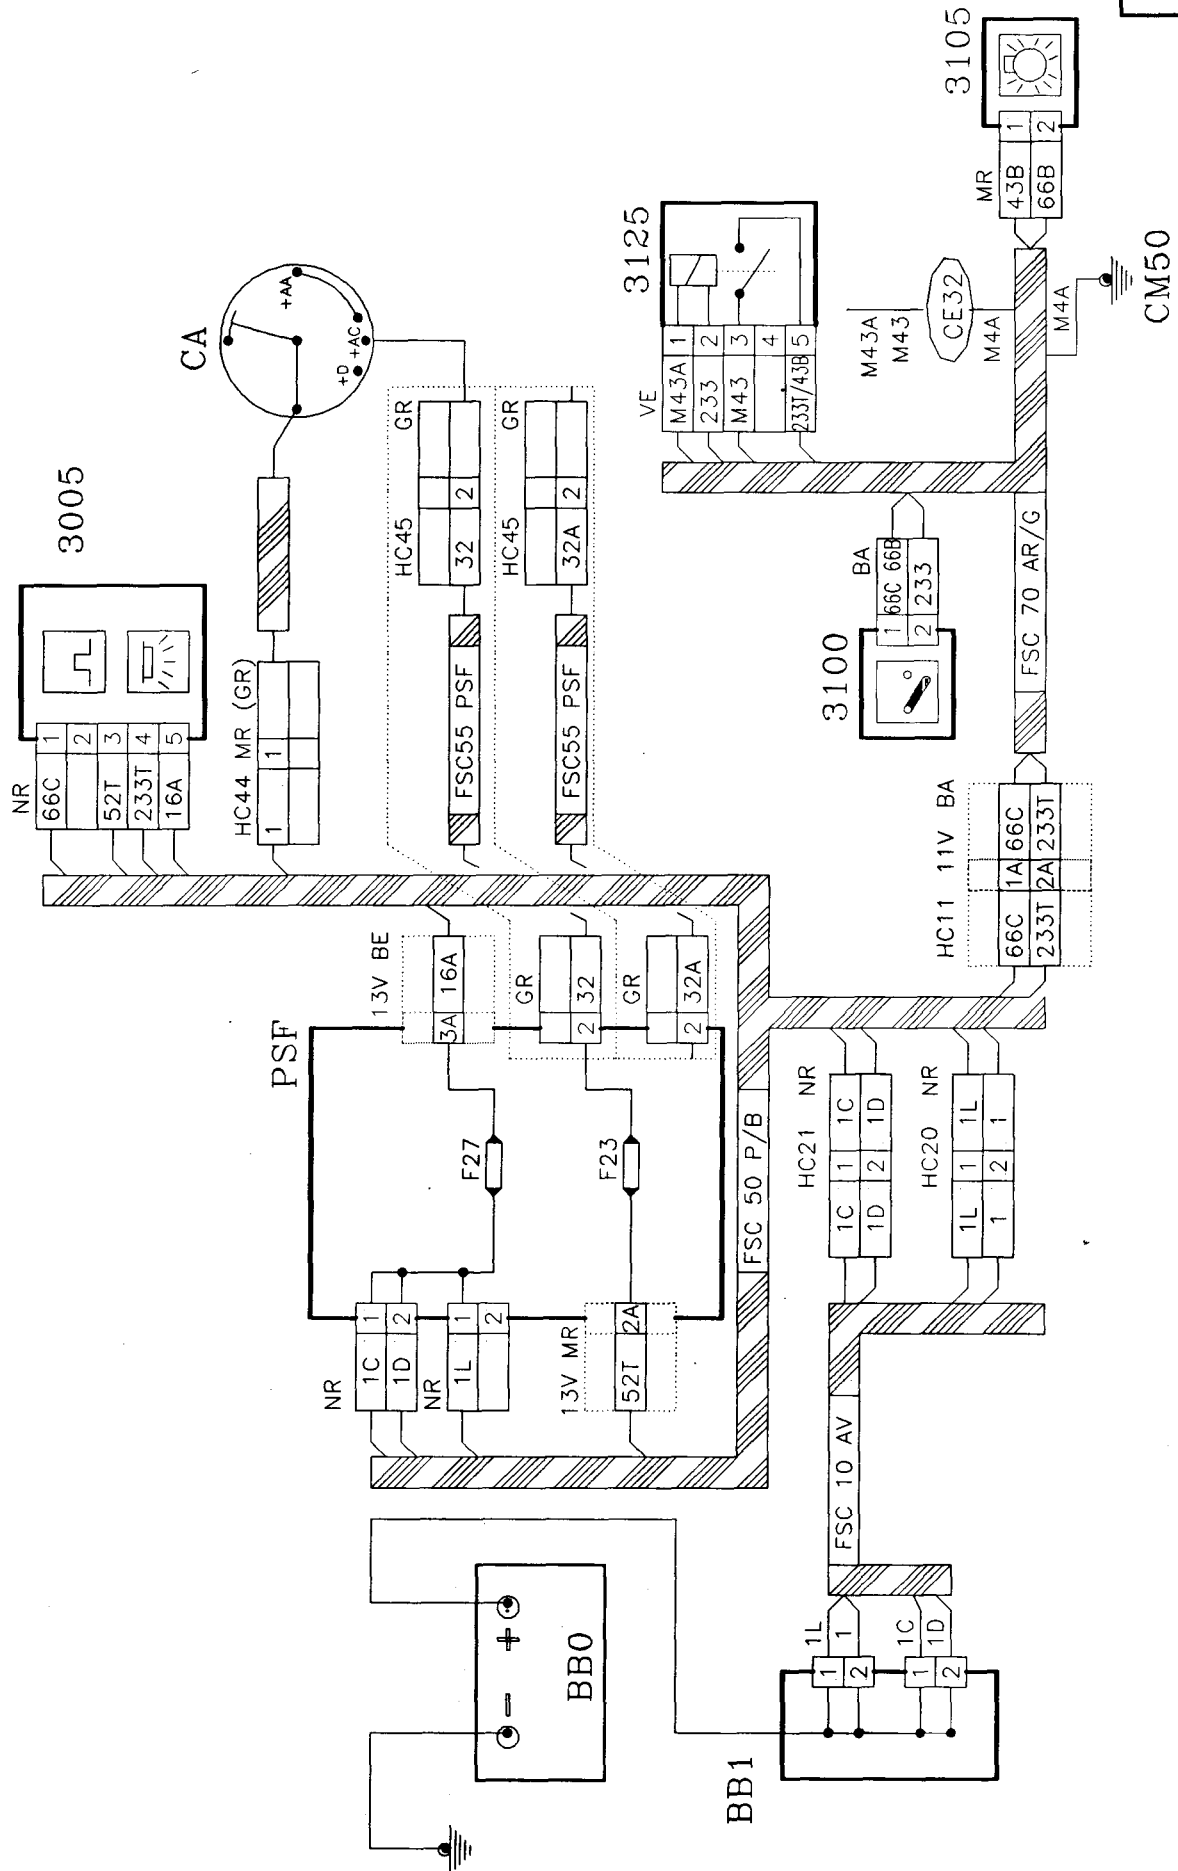 3005
NR
66C 1
2
52T 3
233T 4
16A 5
CA
+AA
+AC
+D
HC44 MR (GR)
1 1
HC45 GR
32 2
HC45 GR
32A 2
FSC55 PSF
FSC55 PSF
PSF
13V BE
3A 16A
GR
2 32
GR
2 32A
F27
F23
NR
1C 1
1D 2
NR
1L 1
2
13V MR
52T 2A
FSC 50 P/B
BB0
+
−
BB1
1L 1
1 2
1C 1
1D 2
FSC 10 AV
HC21 NR
1C 1 1C
1D 2 1D
HC20 NR
1L 1 1L
1 2 1
HC11 11V BA
66C 1A 66C
233T 2A 233T
FSC 70 AR/G
3100
BA
1 66C 66B
2 233
3125
VE
M43A 1
233 2
M43 3
4
233T/43B 5
M43A
M43
CE32
M4A
M4A
CM50
3105
MR
43B 1
66B 2